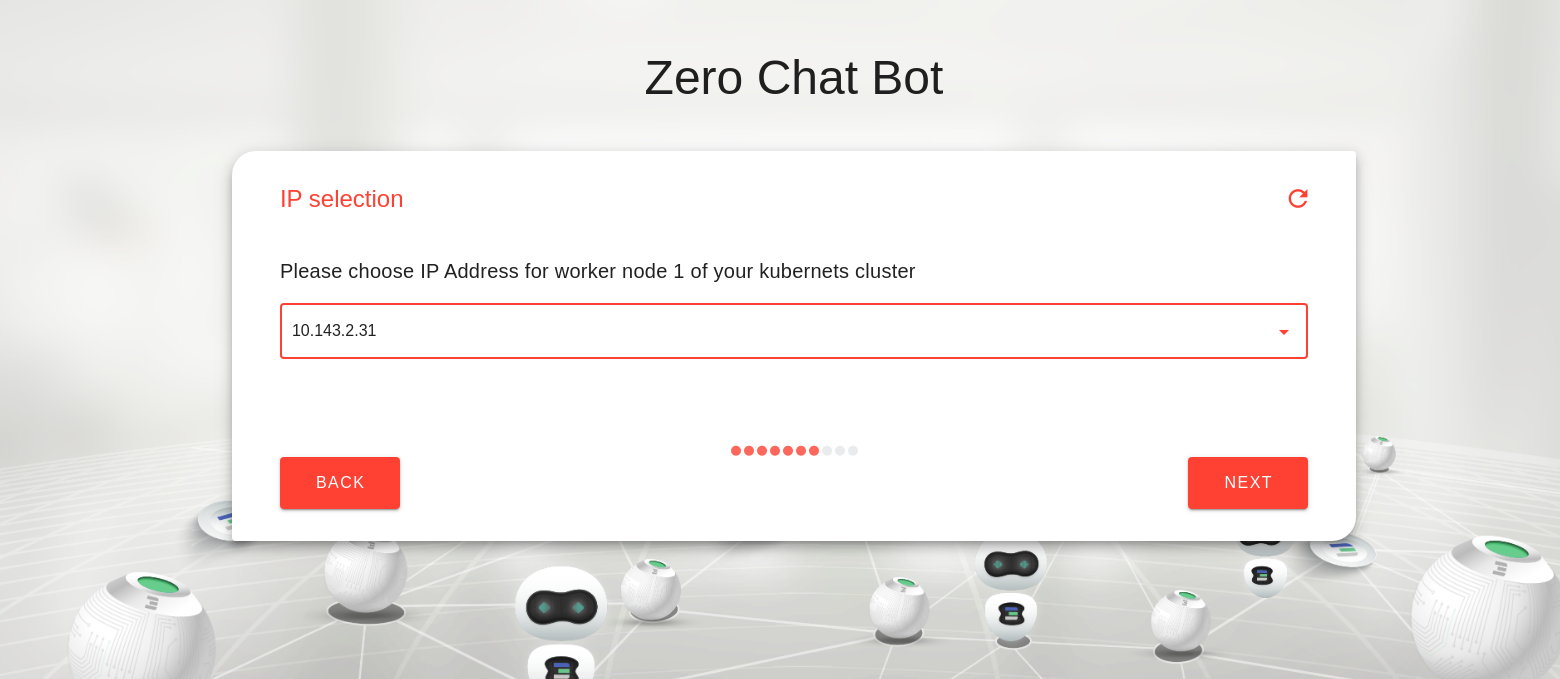 Zero Chat Bot
IP selection
Please choose IP Address for worker node 1 of your kubernets cluster
10.143.2.31
BACK
NEXT